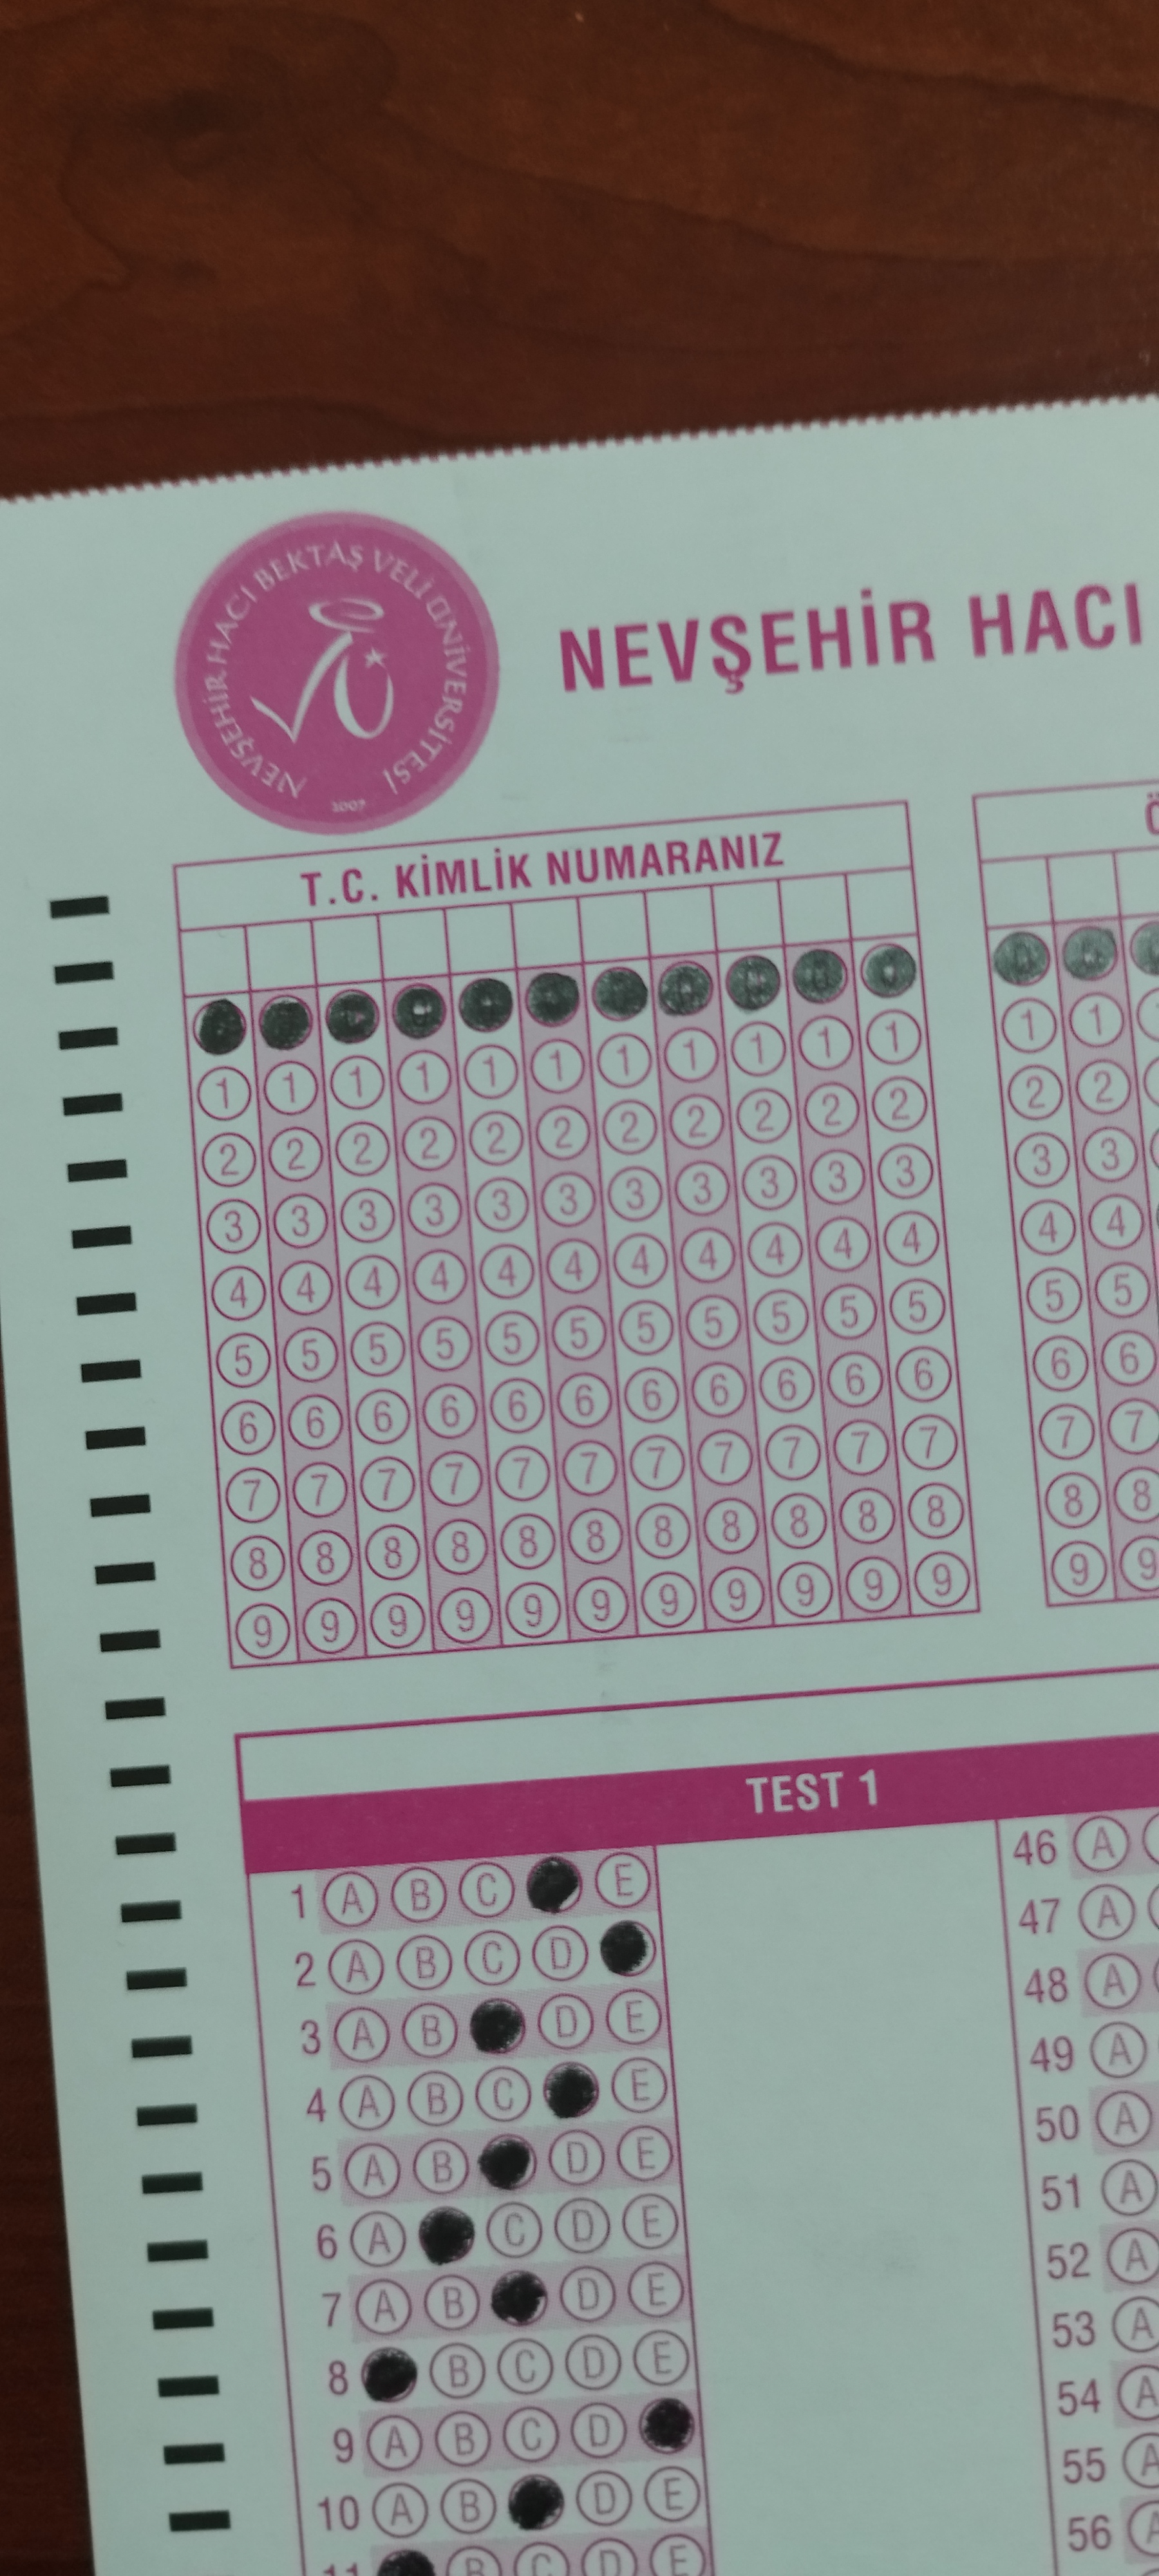 NEVŞEHİR HACI BEKTAŞ VELİ ÜNİVERSİTESİ
2007
NEVŞEHİR HACI
T.C. KİMLİK NUMARANIZ
Ö
1 1 1 1 1 1 1 1 1 1 1 1 1
2 2 2 2 2 2 2 2 2 2 2 2 2
3 3 3 3 3 3 3 3 3 3 3 3 3
4 4 4 4 4 4 4 4 4 4 4 4 4
5 5 5 5 5 5 5 5 5 5 5 5 5
6 6 6 6 6 6 6 6 6 6 6 6 6
7 7 7 7 7 7 7 7 7 7 7 7 7
8 8 8 8 8 8 8 8 8 8 8 8 8
9 9 9 9 9 9 9 9 9 9 9 9 9
TEST 1
1 A B C E
2 A B C D
3 A B D E
4 A B C E
5 A B D E
6 A C D E
7 A B D E
8 B C D E
9 A B C D
10 A B D E
11 B C D E
46 A
47 A
48 A
49 A
50 A
51 A
52 A
53 A
54 A
55 A
56 A